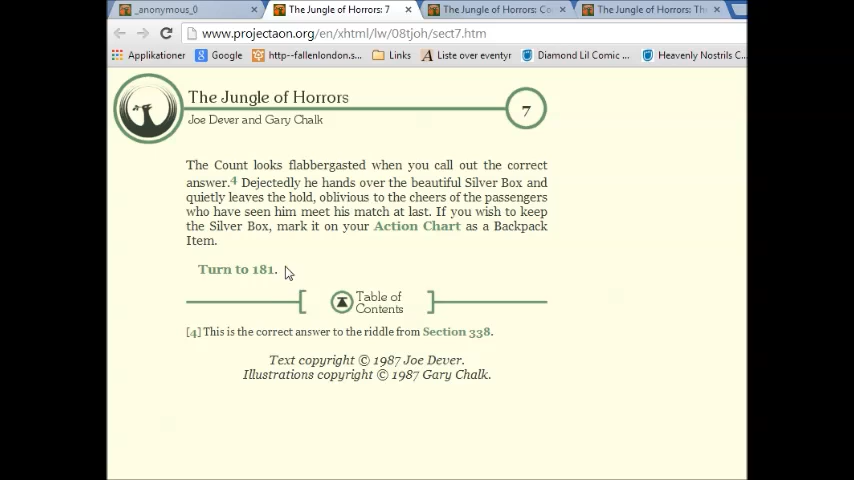 _anonymous_0
The Jungle of Horrors: 7
The Jungle of Horrors: Co
The Jungle of Horrors: The
www.projectaon.org/en/xhtml/lw/08tjoh/sect7.htm
Applikationer
Google
http--fallenlondon.s...
Links
Liste over eventyr
Diamond Lil Comic ...
Heavenly Nostrils C...
The Jungle of Horrors
7
Joe Dever and Gary Chalk
The Count looks flabbergasted when you call out the correct
answer.4 Dejectedly he hands over the beautiful Silver Box and
quietly leaves the hold, oblivious to the cheers of the passengers
who have seen him meet his match at last. If you wish to keep
the Silver Box, mark it on your Action Chart as a Backpack
Item.
Turn to 181.
Table of
Contents
[4] This is the correct answer to the riddle from Section 338.
Text copyright © 1987 Joe Dever.
Illustrations copyright © 1987 Gary Chalk.